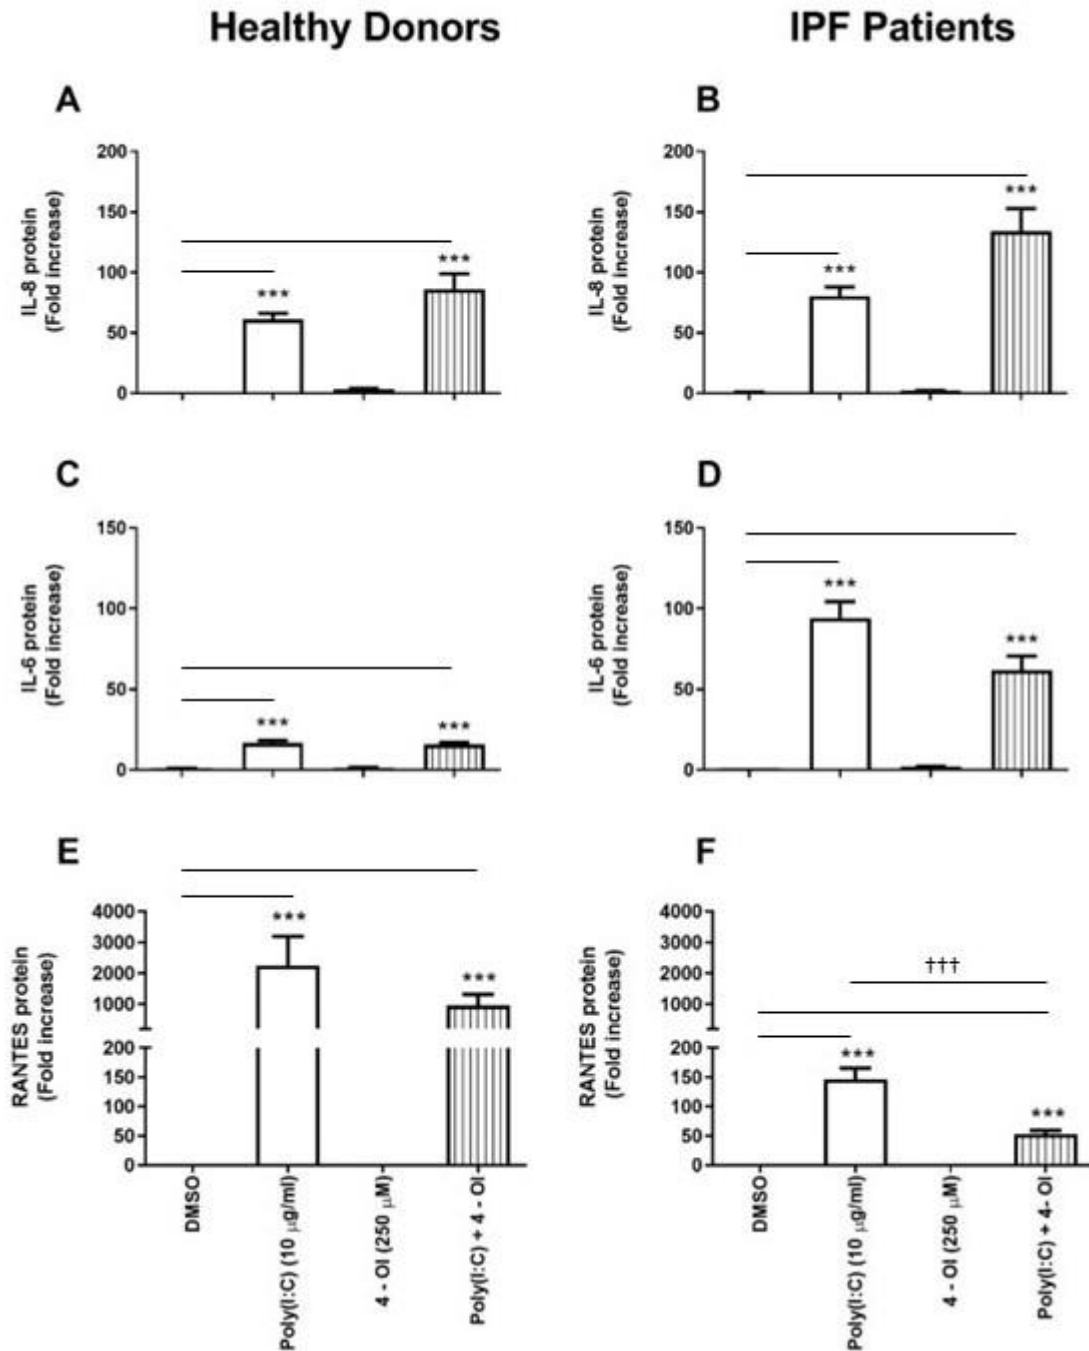 Healthy Donors
IPF Patients
A
IL-8 protein
(Fold increase)
200
150
100
50
0
***
***
B
IL-8 protein
(Fold increase)
200
150
100
50
0
***
***
C
IL-6 protein
(Fold increase)
150
100
50
0
***
***
D
IL-6 protein
(Fold increase)
150
100
50
0
***
***
E
RANTES protein
(Fold increase)
4000
3000
2000
1000
200
150
100
50
0
***
***
DMSO
Poly(I:C) (10 μg/ml)
4 - OI (250 μM)
Poly(I:C) + 4 - OI
F
RANTES protein
(Fold increase)
4000
3000
2000
1000
200
150
100
50
0
†††
***
***
DMSO
Poly(I:C) (10 μg/ml)
4 - OI (250 μM)
Poly(I:C) + 4- OI